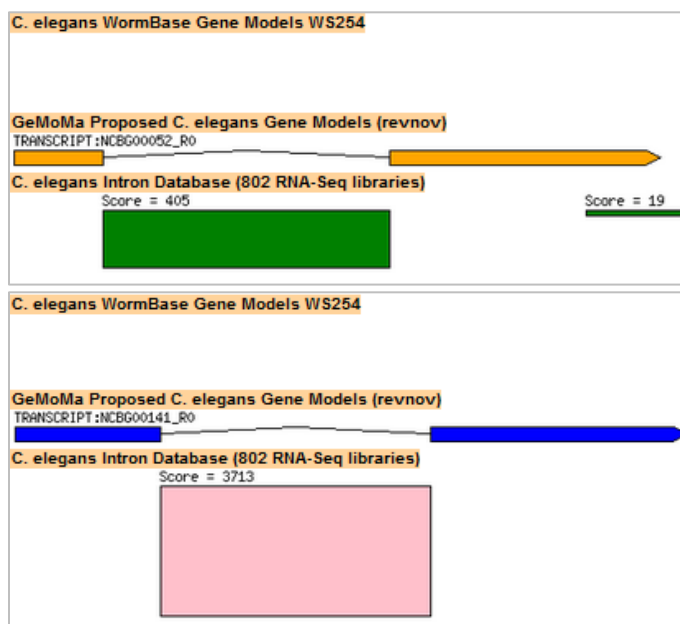 C. elegans WormBase Gene Models WS254
GeMoMa Proposed C. elegans Gene Models (revnov)
TRANSCRIPT:NCBG00052_R0
C. elegans Intron Database (802 RNA-Seq libraries)
Score = 405 Score = 19
C. elegans WormBase Gene Models WS254
GeMoMa Proposed C. elegans Gene Models (revnov)
TRANSCRIPT:NCBG00141_R0
C. elegans Intron Database (802 RNA-Seq libraries)
Score = 3713